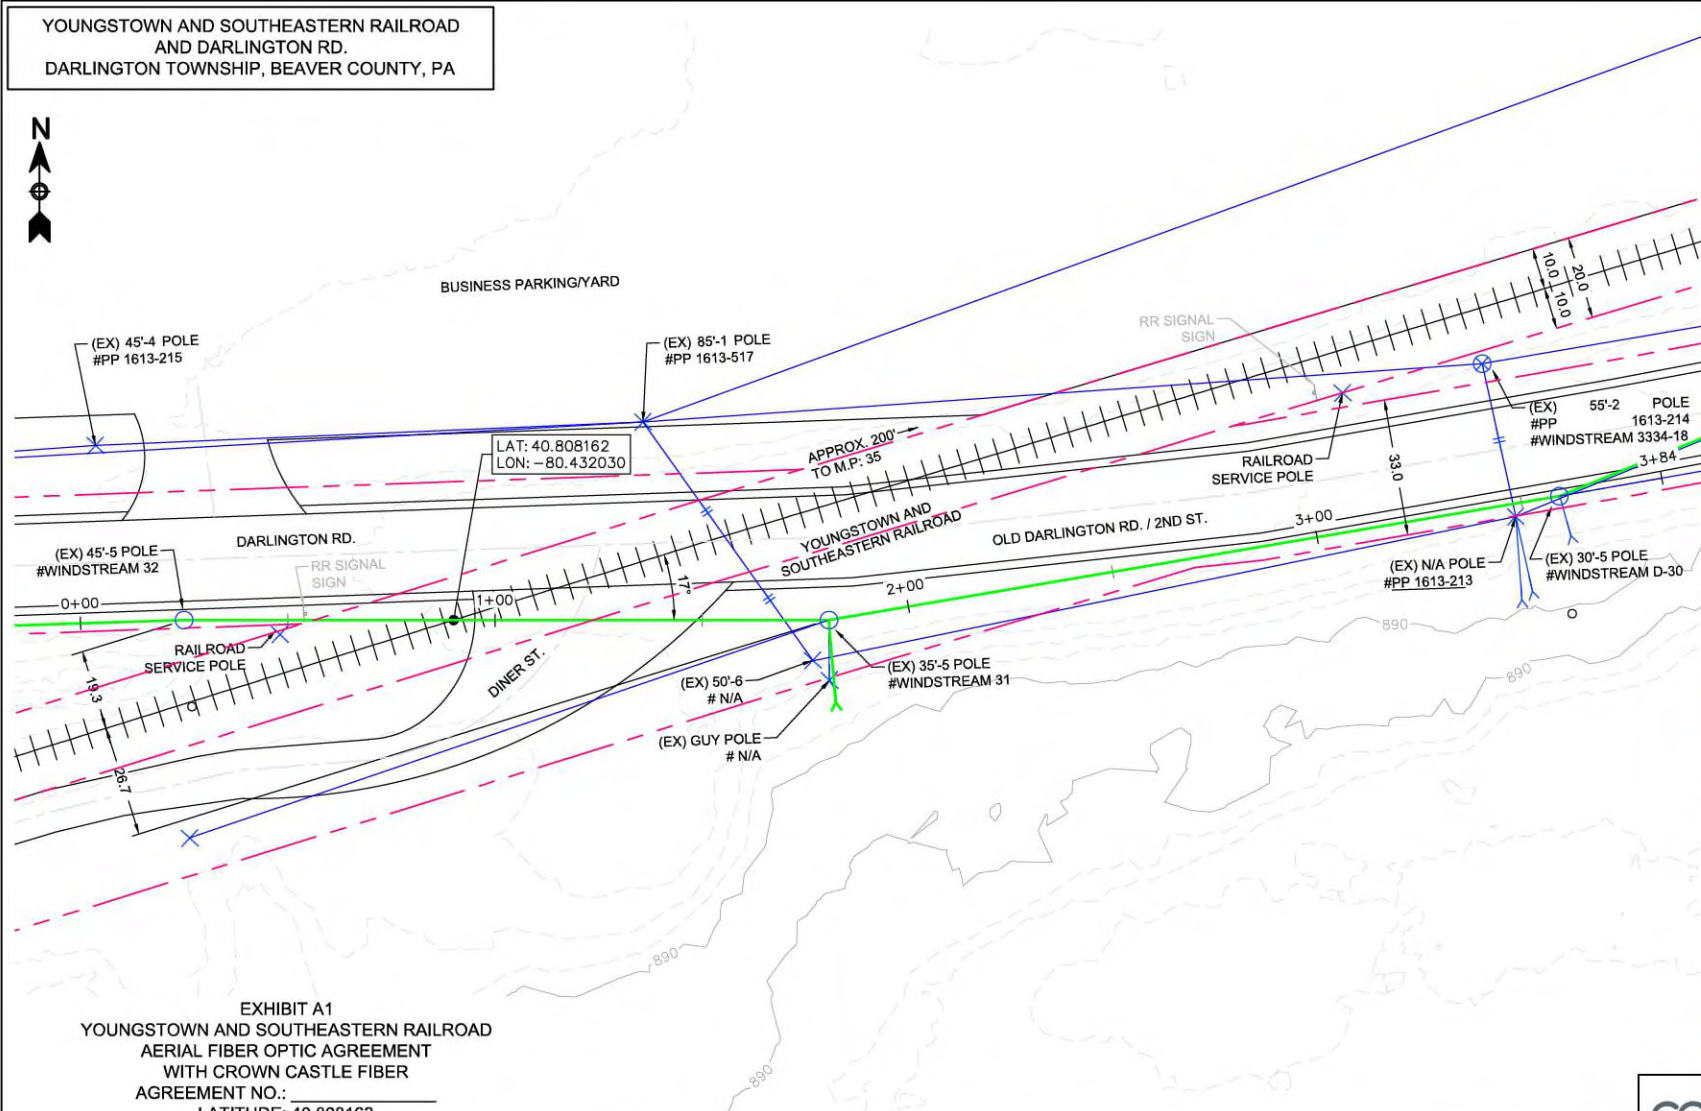 YOUNGSTOWN AND SOUTHEASTERN RAILROAD
AND DARLINGTON RD.
DARLINGTON TOWNSHIP, BEAVER COUNTY, PA
N
BUSINESS PARKING/YARD
(EX) 45'-4 POLE
#PP 1613-215
(EX) 85'-1 POLE
#PP 1613-517
RR SIGNAL
SIGN
10.0
20.0
10.0
LAT: 40.808162
LON: -80.432030
APPROX. 200'
TO M.P.: 35
(EX) 55'-2 POLE
#PP 1613-214
#WINDSTREAM 3334-18
3+84
RAILROAD
SERVICE POLE
33.0
DARLINGTON RD.
YOUNGSTOWN AND
SOUTHEASTERN RAILROAD
OLD DARLINGTON RD. / 2ND ST.
3+00
(EX) 45'-5 POLE
#WINDSTREAM 32
RR SIGNAL
SIGN
0+00
1+00
17°
2+00
(EX) N/A POLE
#PP 1613-213
(EX) 30'-5 POLE
#WINDSTREAM D-30
890
RAILROAD
SERVICE POLE
DINER ST.
19.3
(EX) 50'-6
# N/A
(EX) 35'-5 POLE
#WINDSTREAM 31
890
(EX) GUY POLE
# N/A
26.7
890
EXHIBIT A1
YOUNGSTOWN AND SOUTHEASTERN RAILROAD
AERIAL FIBER OPTIC AGREEMENT
WITH CROWN CASTLE FIBER
AGREEMENT NO.:
LATITUDE: 40.808162
890